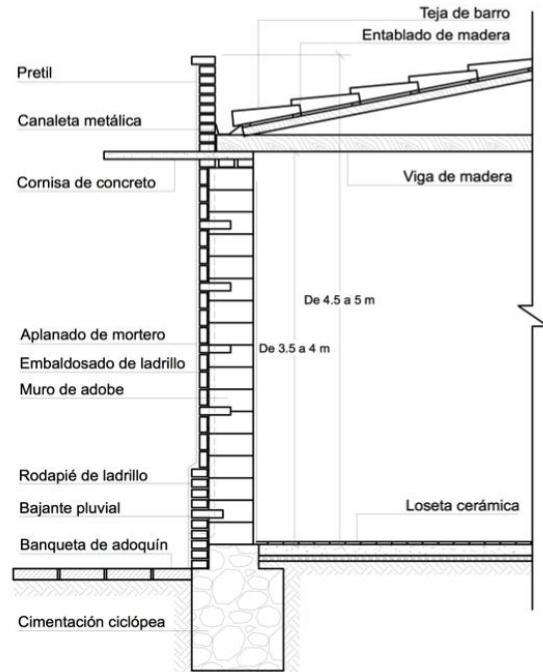 Teja de barro
Entablado de madera
Pretil
Canaleta metálica
Cornisa de concreto
Viga de madera
De 4.5 a 5 m
De 3.5 a 4 m
Aplanado de mortero
Embaldosado de ladrillo
Muro de adobe
Rodapié de ladrillo
Bajante pluvial
Loseta cerámica
Banqueta de adoquín
Cimentación ciclópea